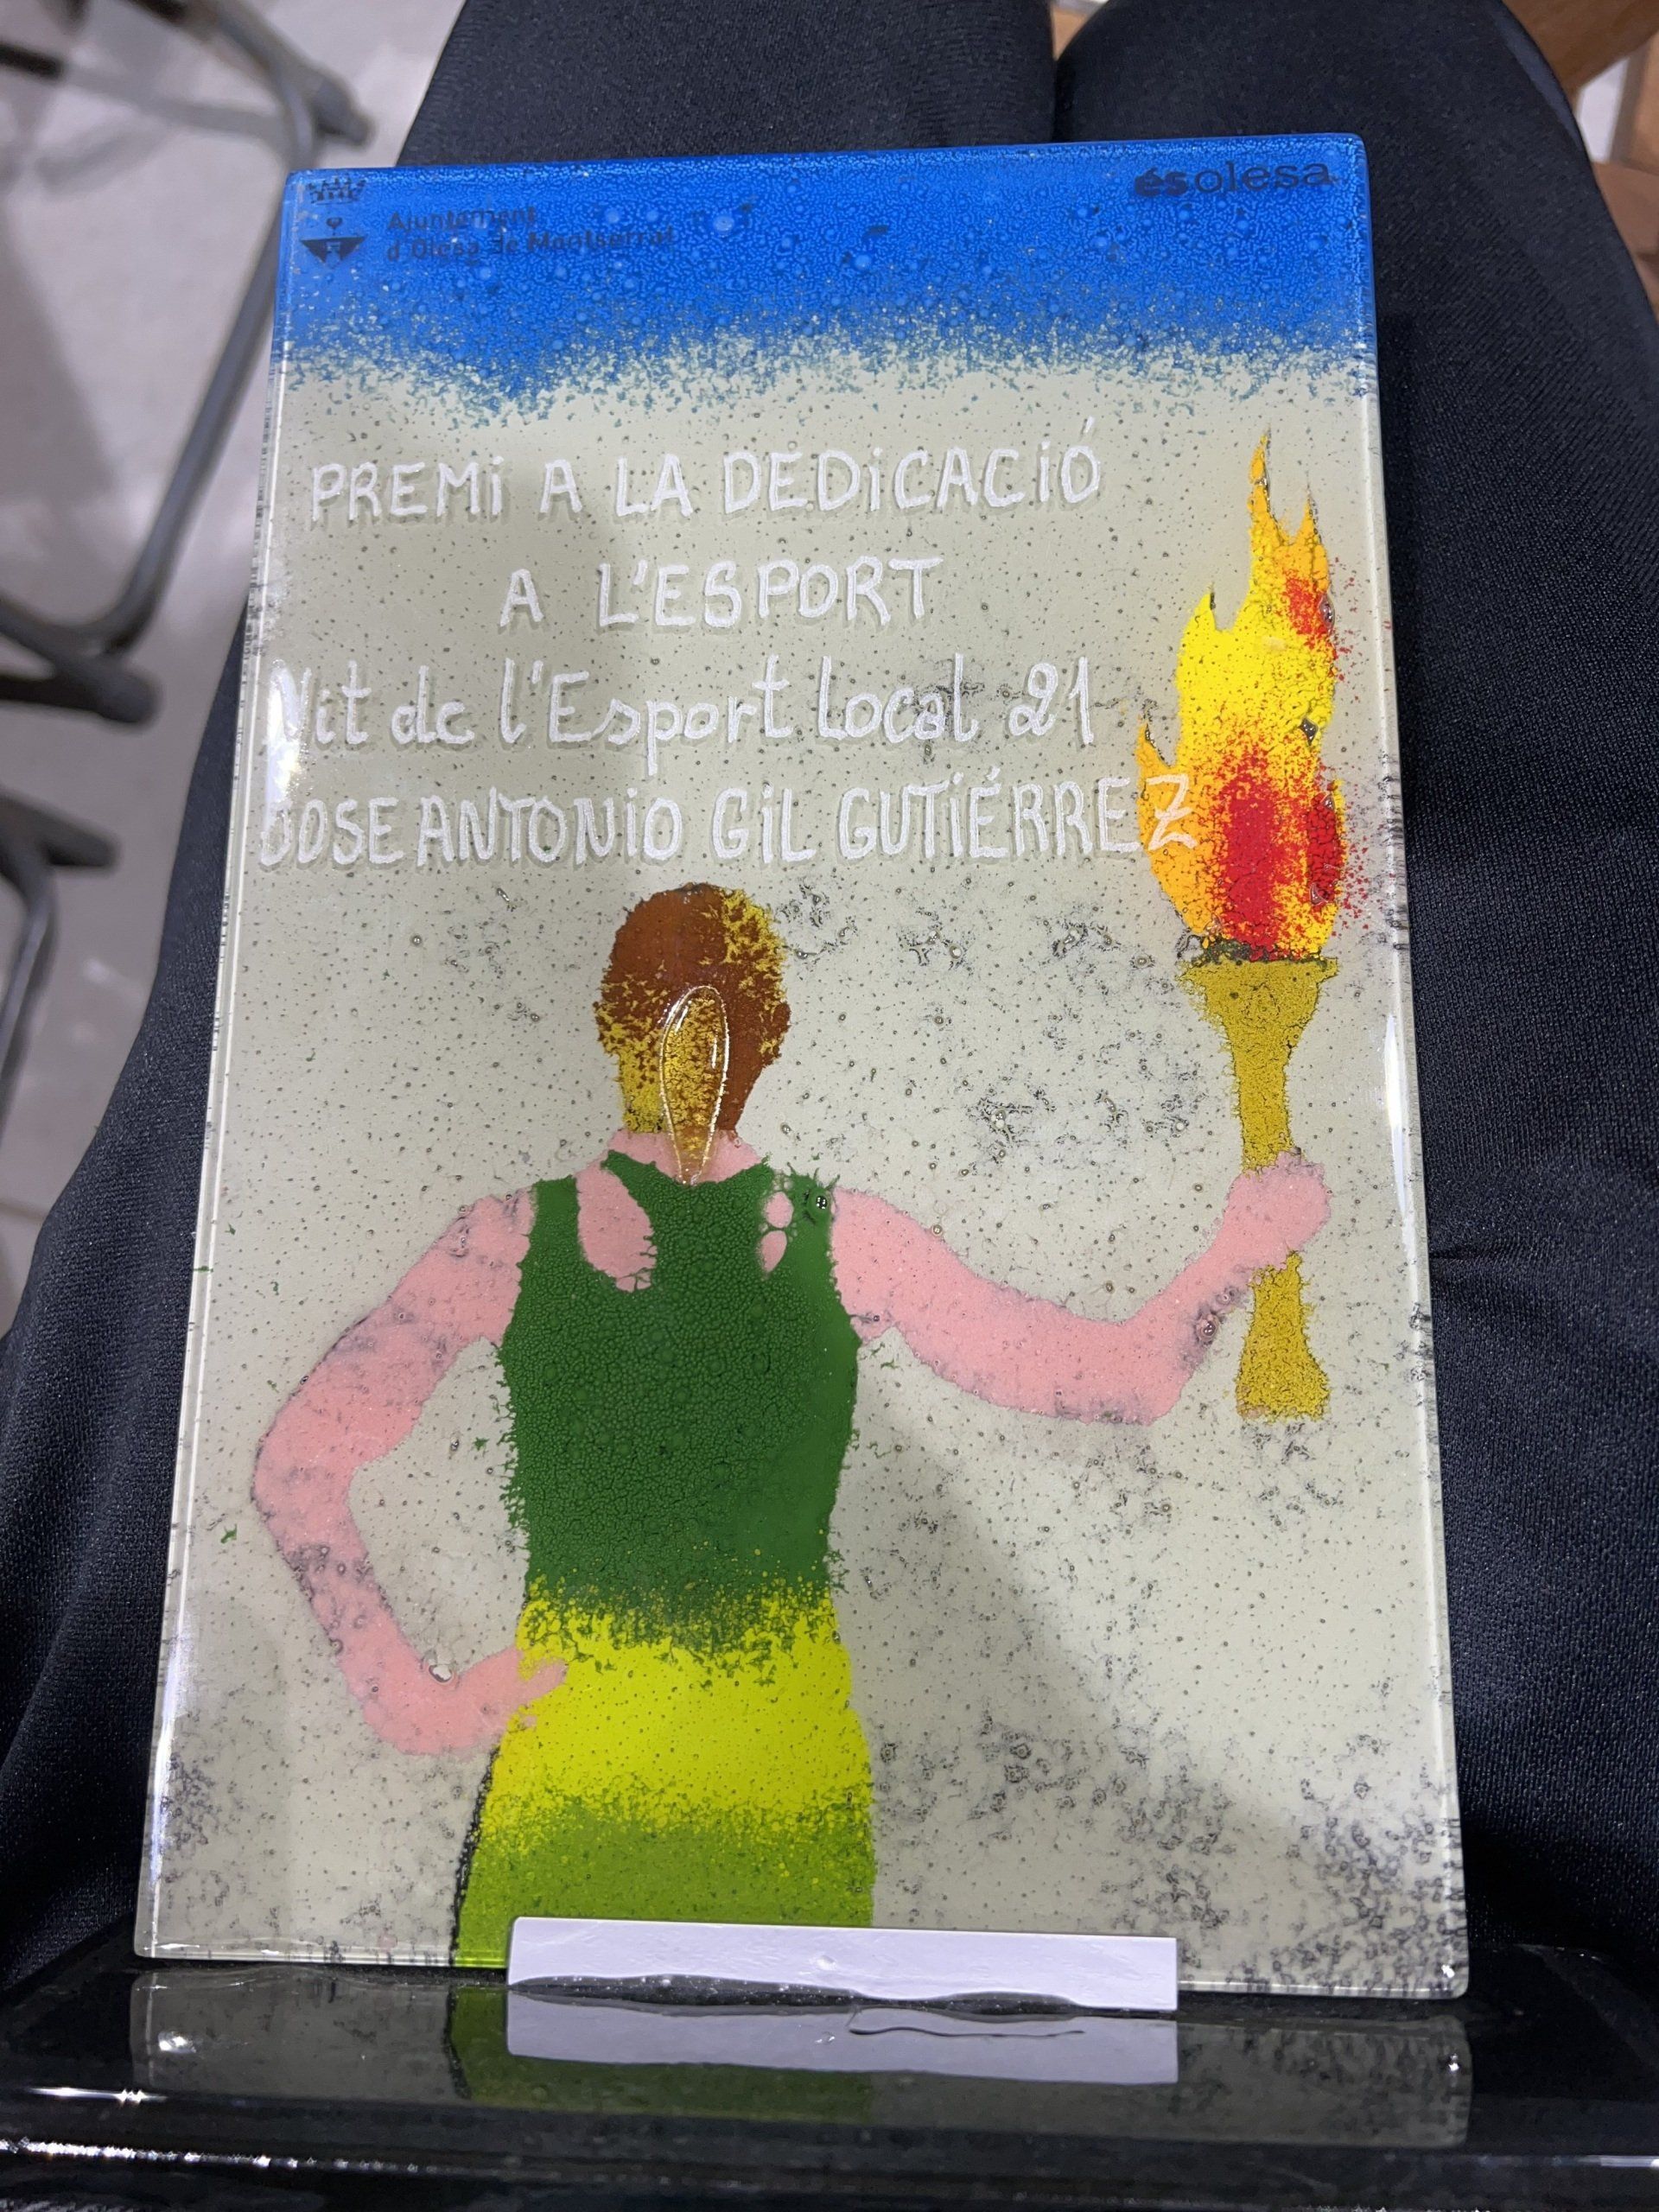 Ajuntament
d'Olesa de Montserrat
ésolesa
PREMi A LA DEDiCACiÓ
A L'ESPORT
Nit de l'Esport Local 21
JOSE ANTONiO GiL GUTiÉRREZ